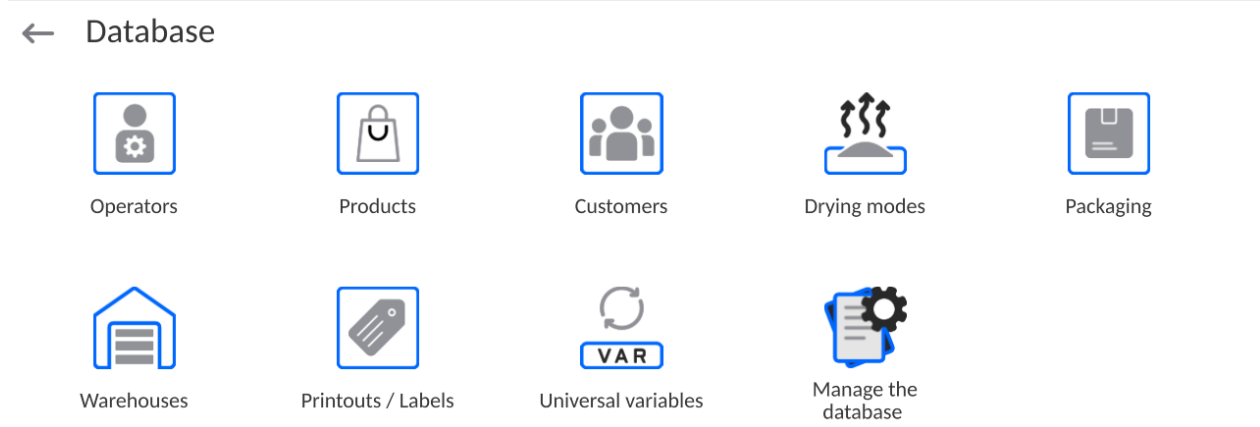 Database
Operators
Products
Customers
Drying modes
Packaging
VAR
Warehouses
Printouts / Labels
Universal variables
Manage the
database